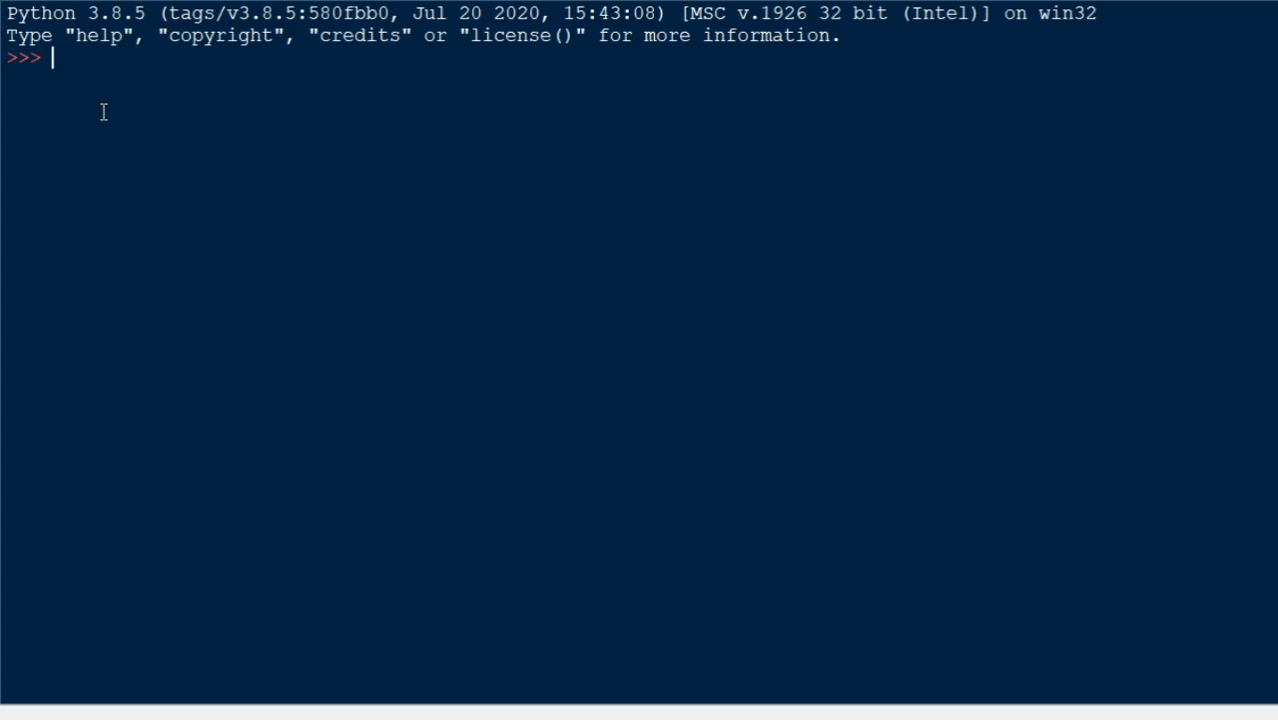 Python 3.8.5 (tags/v3.8.5:580fbb0, Jul 20 2020, 15:43:08) [MSC v.1926 32 bit (Intel)] on win32
Type "help", "copyright", "credits" or "license()" for more information.
>>>